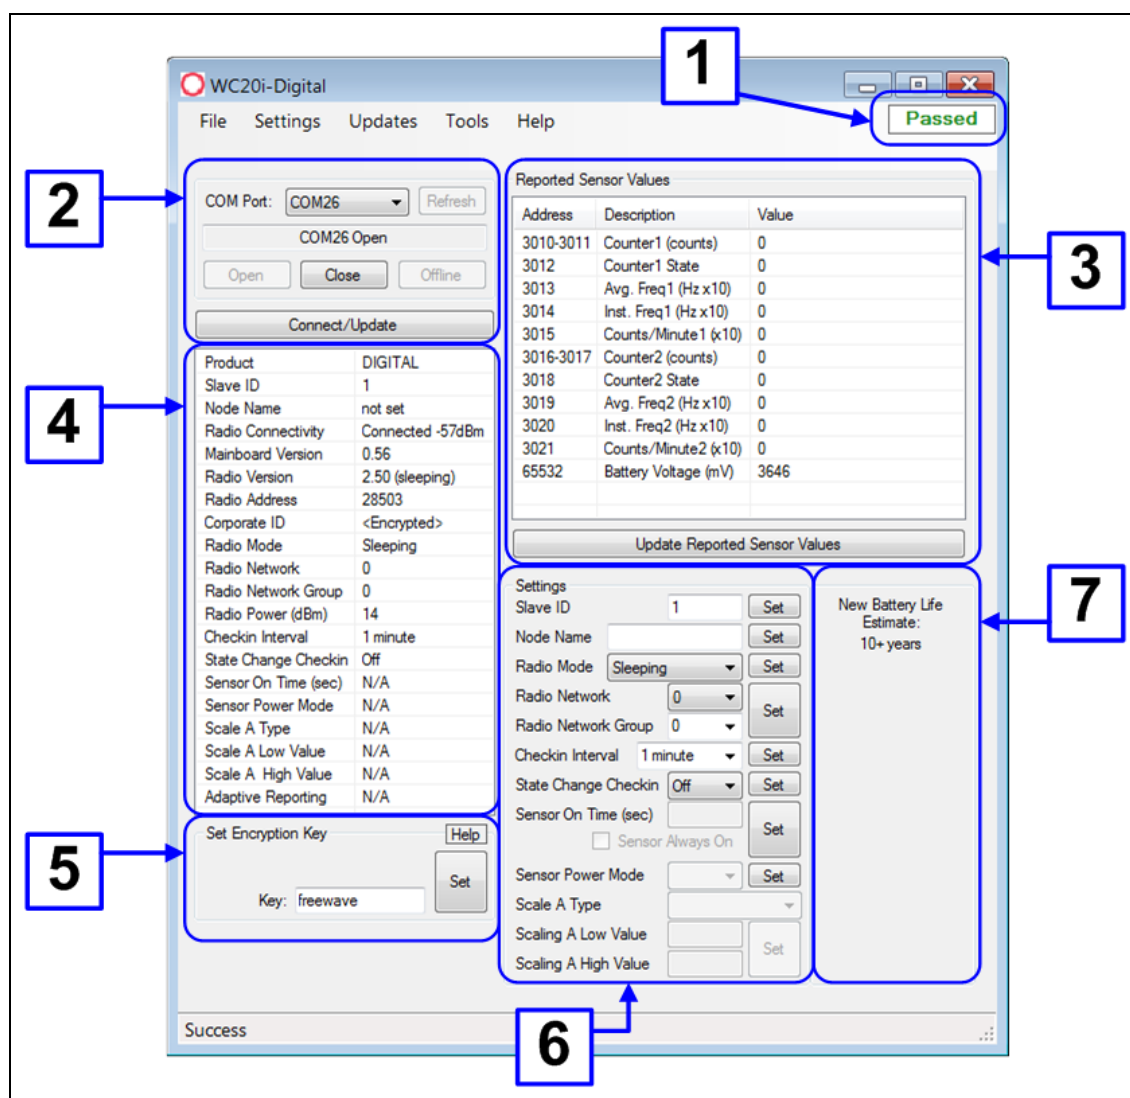 1
WC20i-Digital
File Settings Updates Tools Help
Passed
2
COM Port: COM26 Refresh
COM26 Open
Open Close Offline
Connect/Update
3
Reported Sensor Values
Address Description Value
3010-3011 Counter1 (counts) 0
3012 Counter1 State 0
3013 Avg. Freq1 (Hz x10) 0
3014 Inst. Freq1 (Hz x10) 0
3015 Counts/Minute1 (x10) 0
3016-3017 Counter2 (counts) 0
3018 Counter2 State 0
3019 Avg. Freq2 (Hz x10) 0
3020 Inst. Freq2 (Hz x10) 0
3021 Counts/Minute2 (x10) 0
65532 Battery Voltage (mV) 3646
Update Reported Sensor Values
4
Product DIGITAL
Slave ID 1
Node Name not set
Radio Connectivity Connected -57dBm
Mainboard Version 0.56
Radio Version 2.50 (sleeping)
Radio Address 28503
Corporate ID <Encrypted>
Radio Mode Sleeping
Radio Network 0
Radio Network Group 0
Radio Power (dBm) 14
Checkin Interval 1 minute
State Change Checkin Off
Sensor On Time (sec) N/A
Sensor Power Mode N/A
Scale A Type N/A
Scale A Low Value N/A
Scale A High Value N/A
Adaptive Reporting N/A
5
Set Encryption Key Help
Key: freewave Set
Settings
Slave ID 1 Set
Node Name Set
Radio Mode Sleeping Set
Radio Network 0
Set
Radio Network Group 0
Checkin Interval 1 minute Set
State Change Checkin Off Set
Sensor On Time (sec)
Set
Sensor Always On
Sensor Power Mode Set
Scale A Type
Scaling A Low Value
Set
Scaling A High Value
6
7
New Battery Life
Estimate:
10+ years
Success